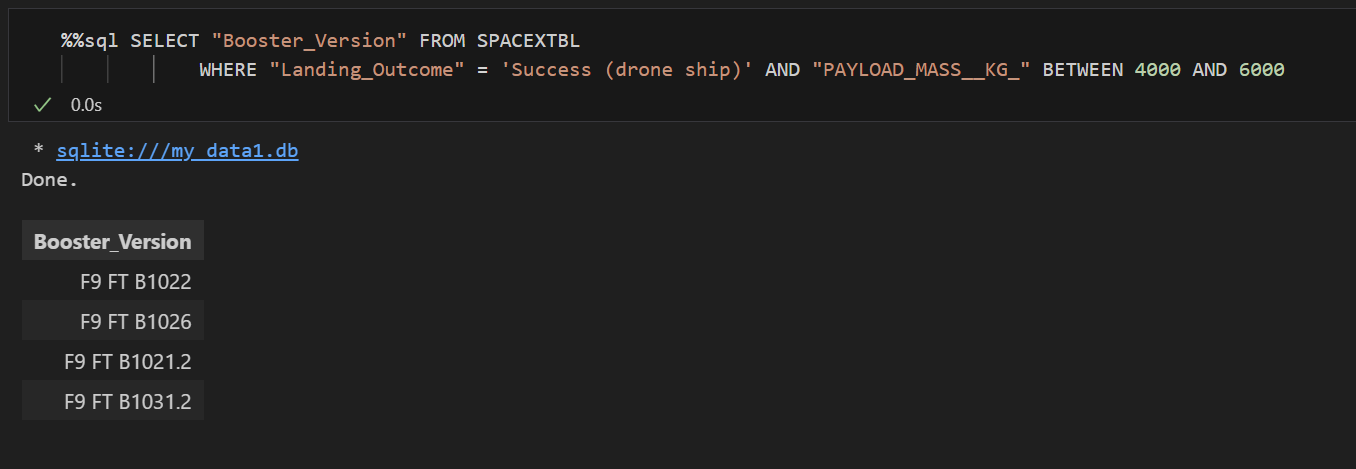 %%sql SELECT "Booster_Version" FROM SPACEXTBL
WHERE "Landing_Outcome" = 'Success (drone ship)' AND "PAYLOAD_MASS__KG_" BETWEEN 4000 AND 6000
0.0s
* sqlite:///my_data1.db
Done.
Booster_Version
F9 FT B1022
F9 FT B1026
F9 FT B1021.2
F9 FT B1031.2